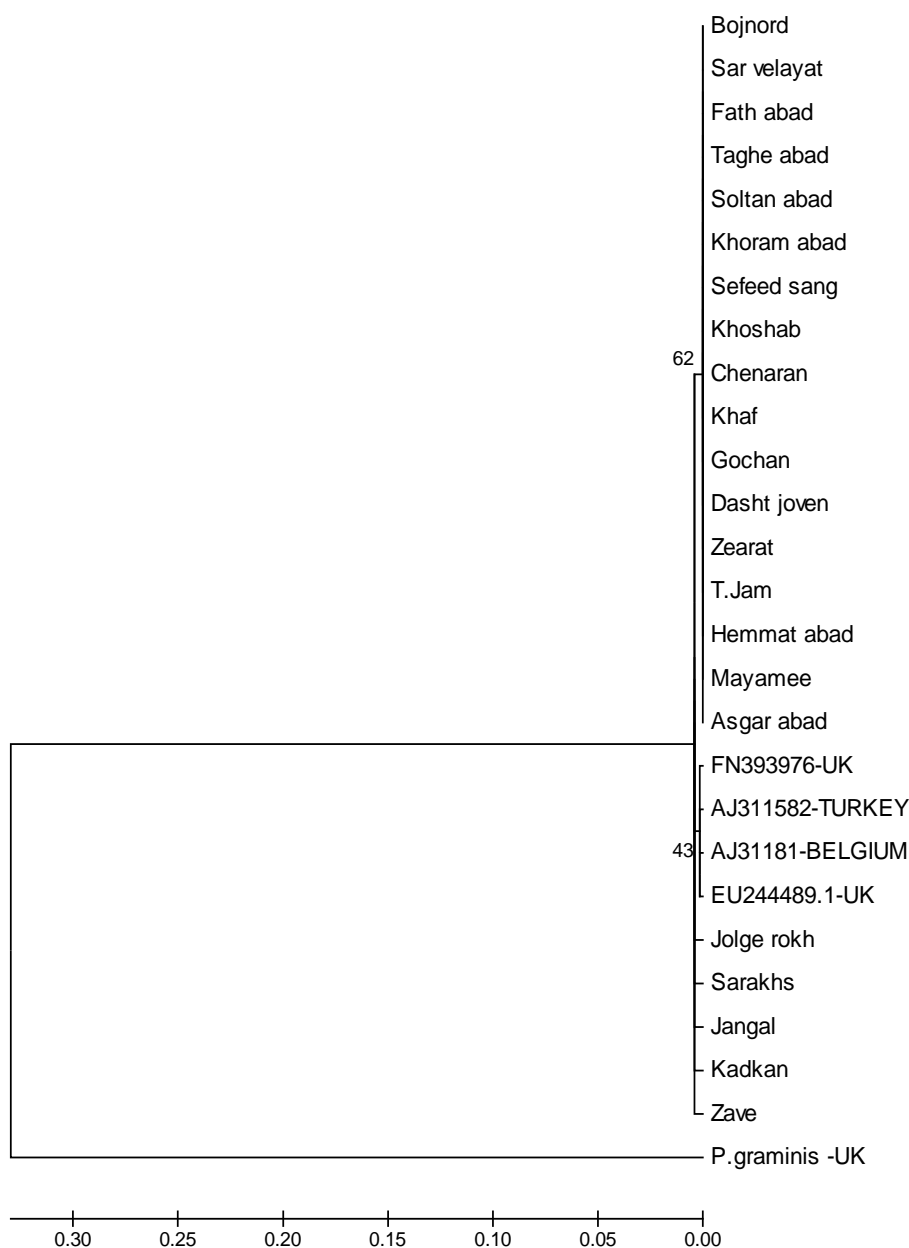 Bojnord
Sar velayat
Fath abad
Taghe abad
Soltan abad
Khoram abad
Sefeed sang
Khoshab
62
Chenaran
Khaf
Gochan
Dasht joven
Zearat
T.Jam
Hemmat abad
Mayamee
Asgar abad
FN393976-UK
AJ311582-TURKEY
43 AJ31181-BELGIUM
EU244489.1-UK
Jolge rokh
Sarakhs
Jangal
Kadkan
Zave
P.graminis -UK
0.30 0.25 0.20 0.15 0.10 0.05 0.00